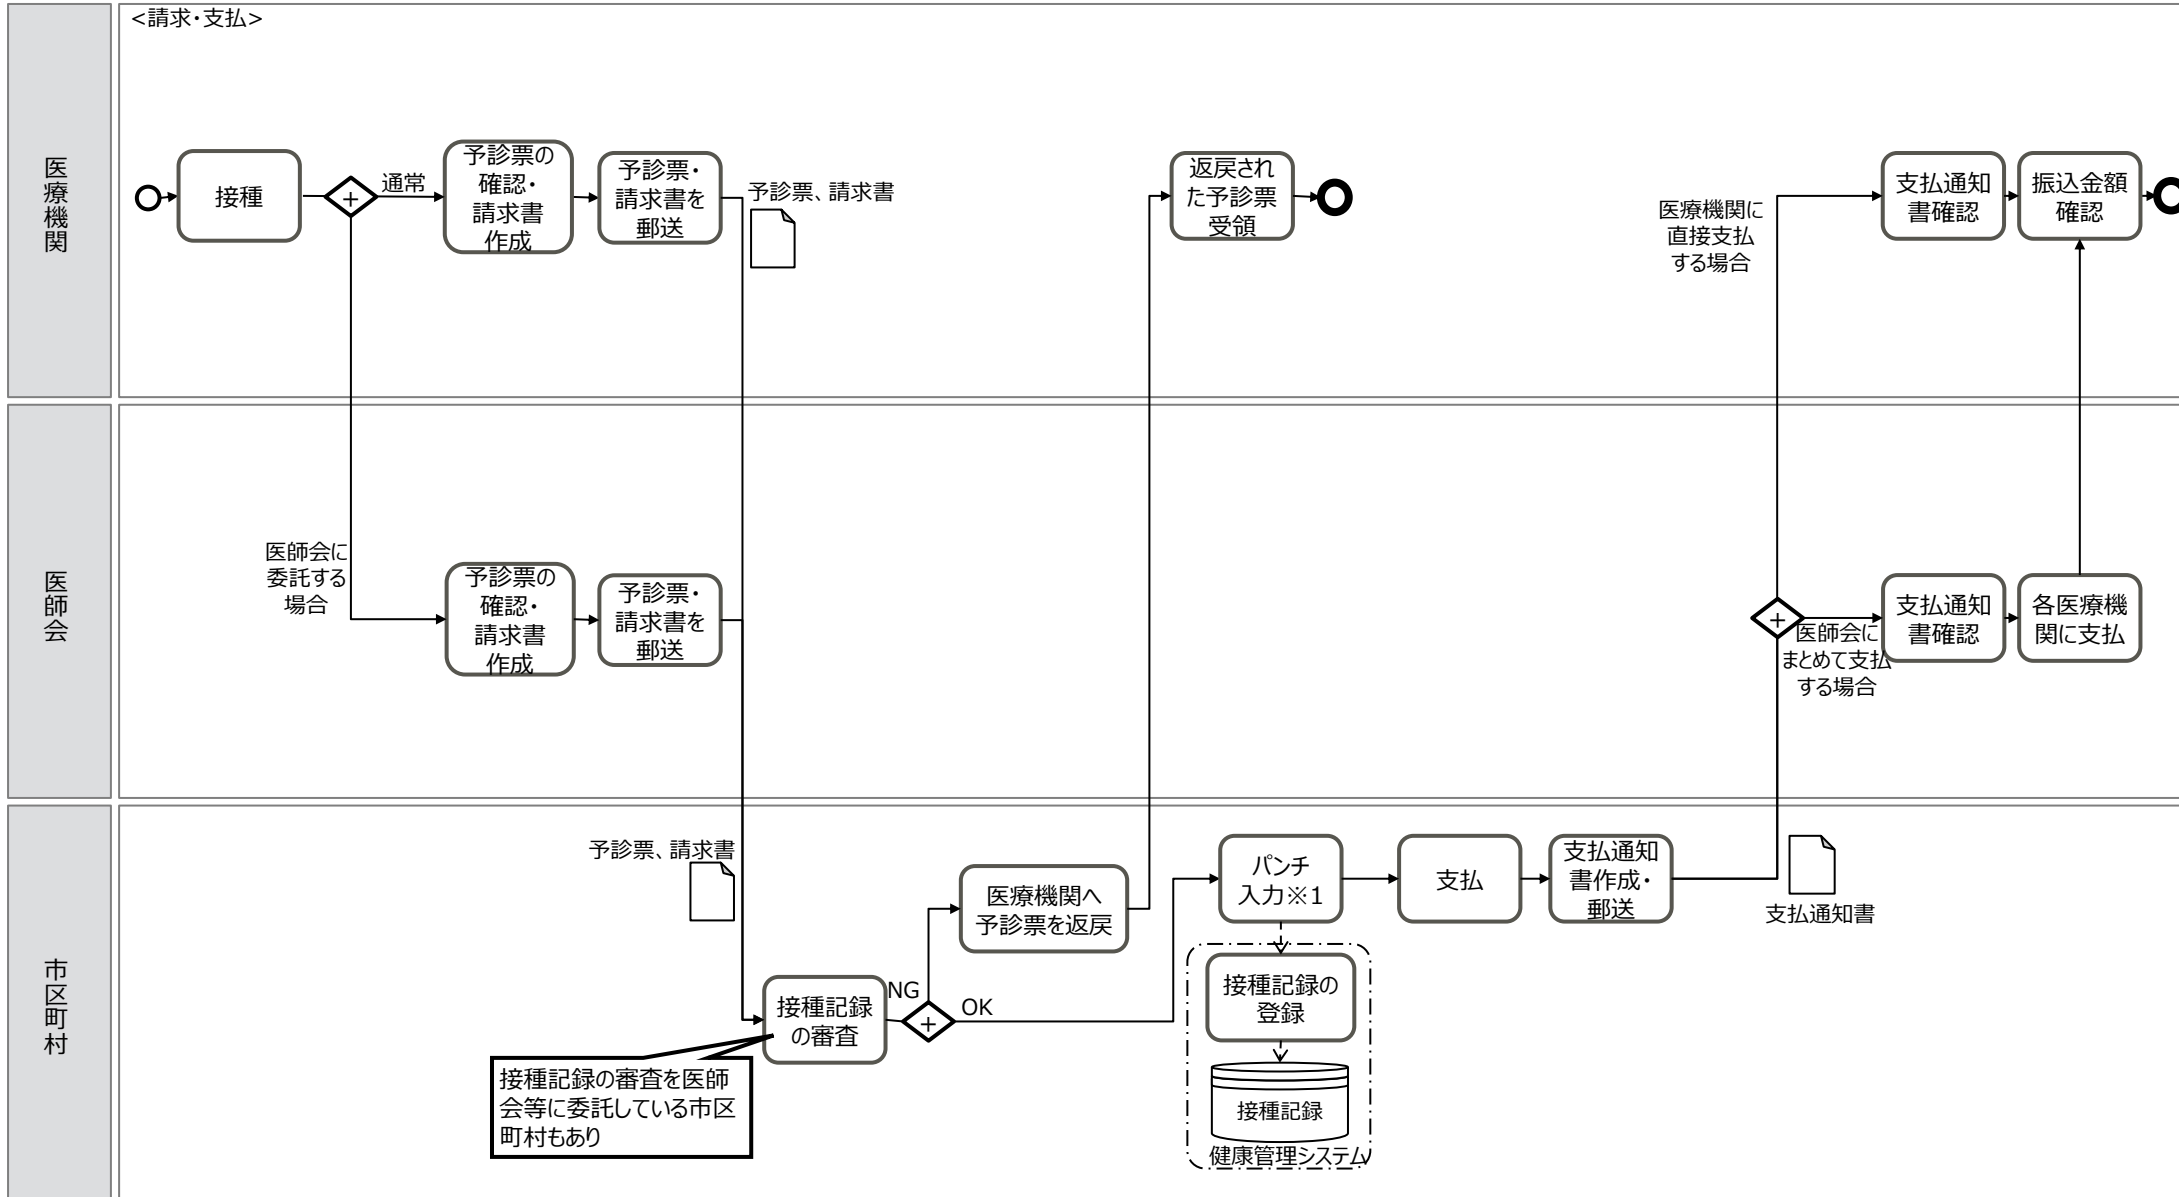 <請求・支払>
医療機関
接種
+
通常
予診票の
確認・
請求書
作成
予診票・
請求書を
郵送
予診票、請求書
返戻され
た予診票
受領
医療機関に
直接支払
する場合
支払通知
書確認
振込金額
確認
医師会
医師会に
委託する
場合
予診票の
確認・
請求書
作成
予診票・
請求書を
郵送
+
医師会に
まとめて支払
する場合
支払通知
書確認
各医療機
関に支払
市区町村
予診票、請求書
接種記録
の審査
接種記録の審査を医師
会等に委託している市区
町村もあり
NG
+
OK
医療機関へ
予診票を返戻
パンチ
入力※1
接種記録の
登録
接種記録
健康管理システム
支払
支払通知
書作成・
郵送
支払通知書